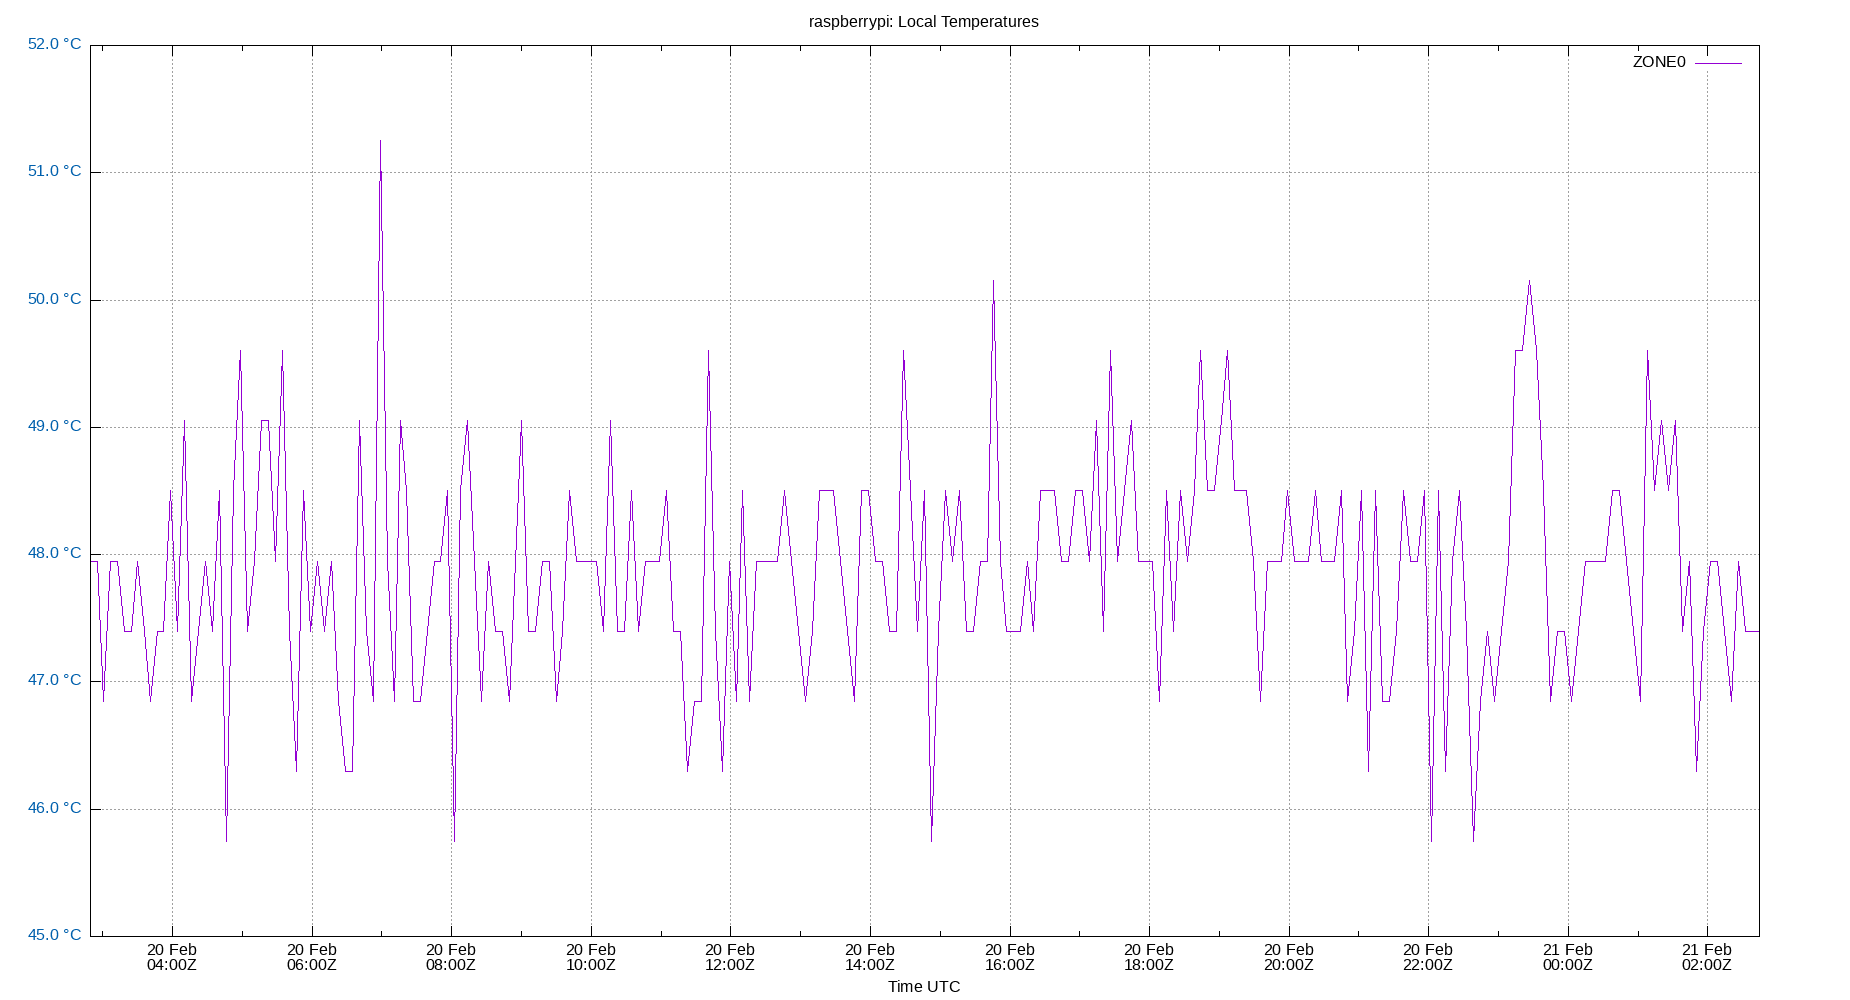 raspberrypi: Local Temperatures
52.0 °C
ZONE0
51.0 °C
50.0 °C
49.0 °C
48.0 °C
47.0 °C
46.0 °C
45.0 °C
20 Feb 20 Feb 20 Feb 20 Feb 20 Feb 20 Feb 20 Feb 20 Feb 20 Feb 20 Feb 21 Feb 21 Feb
04:00Z 06:00Z 08:00Z 10:00Z 12:00Z 14:00Z 16:00Z 18:00Z 20:00Z 22:00Z 00:00Z 02:00Z
Time UTC